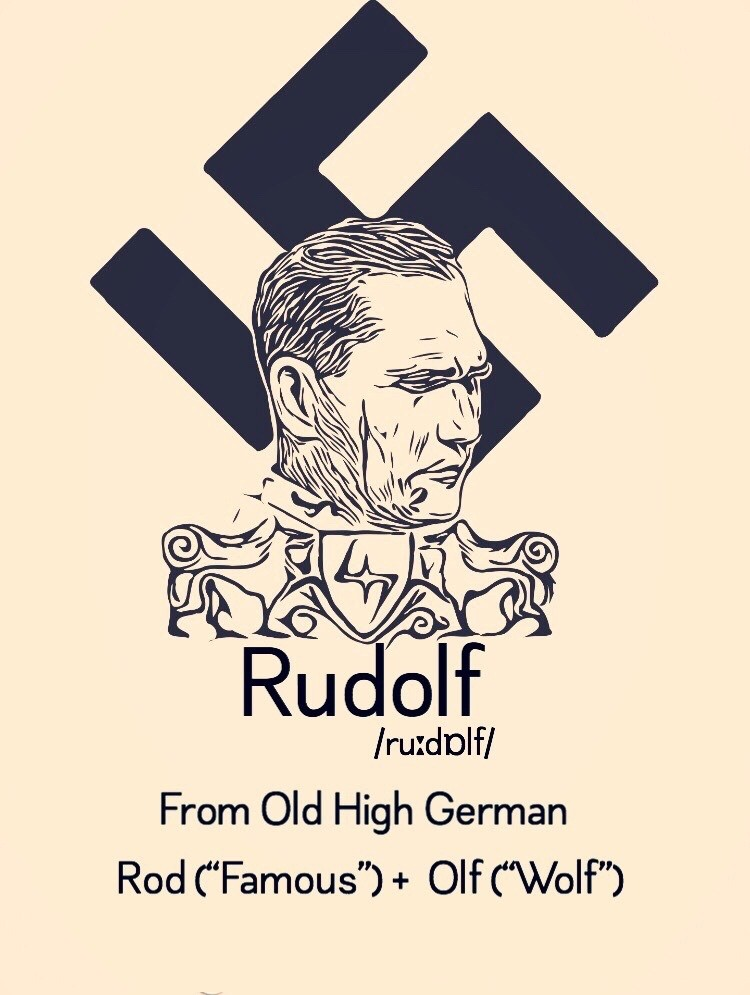 Rudolf
/ruːdɒlf/
From Old High German
Rod (“Famous”) + Olf (“Wolf”)